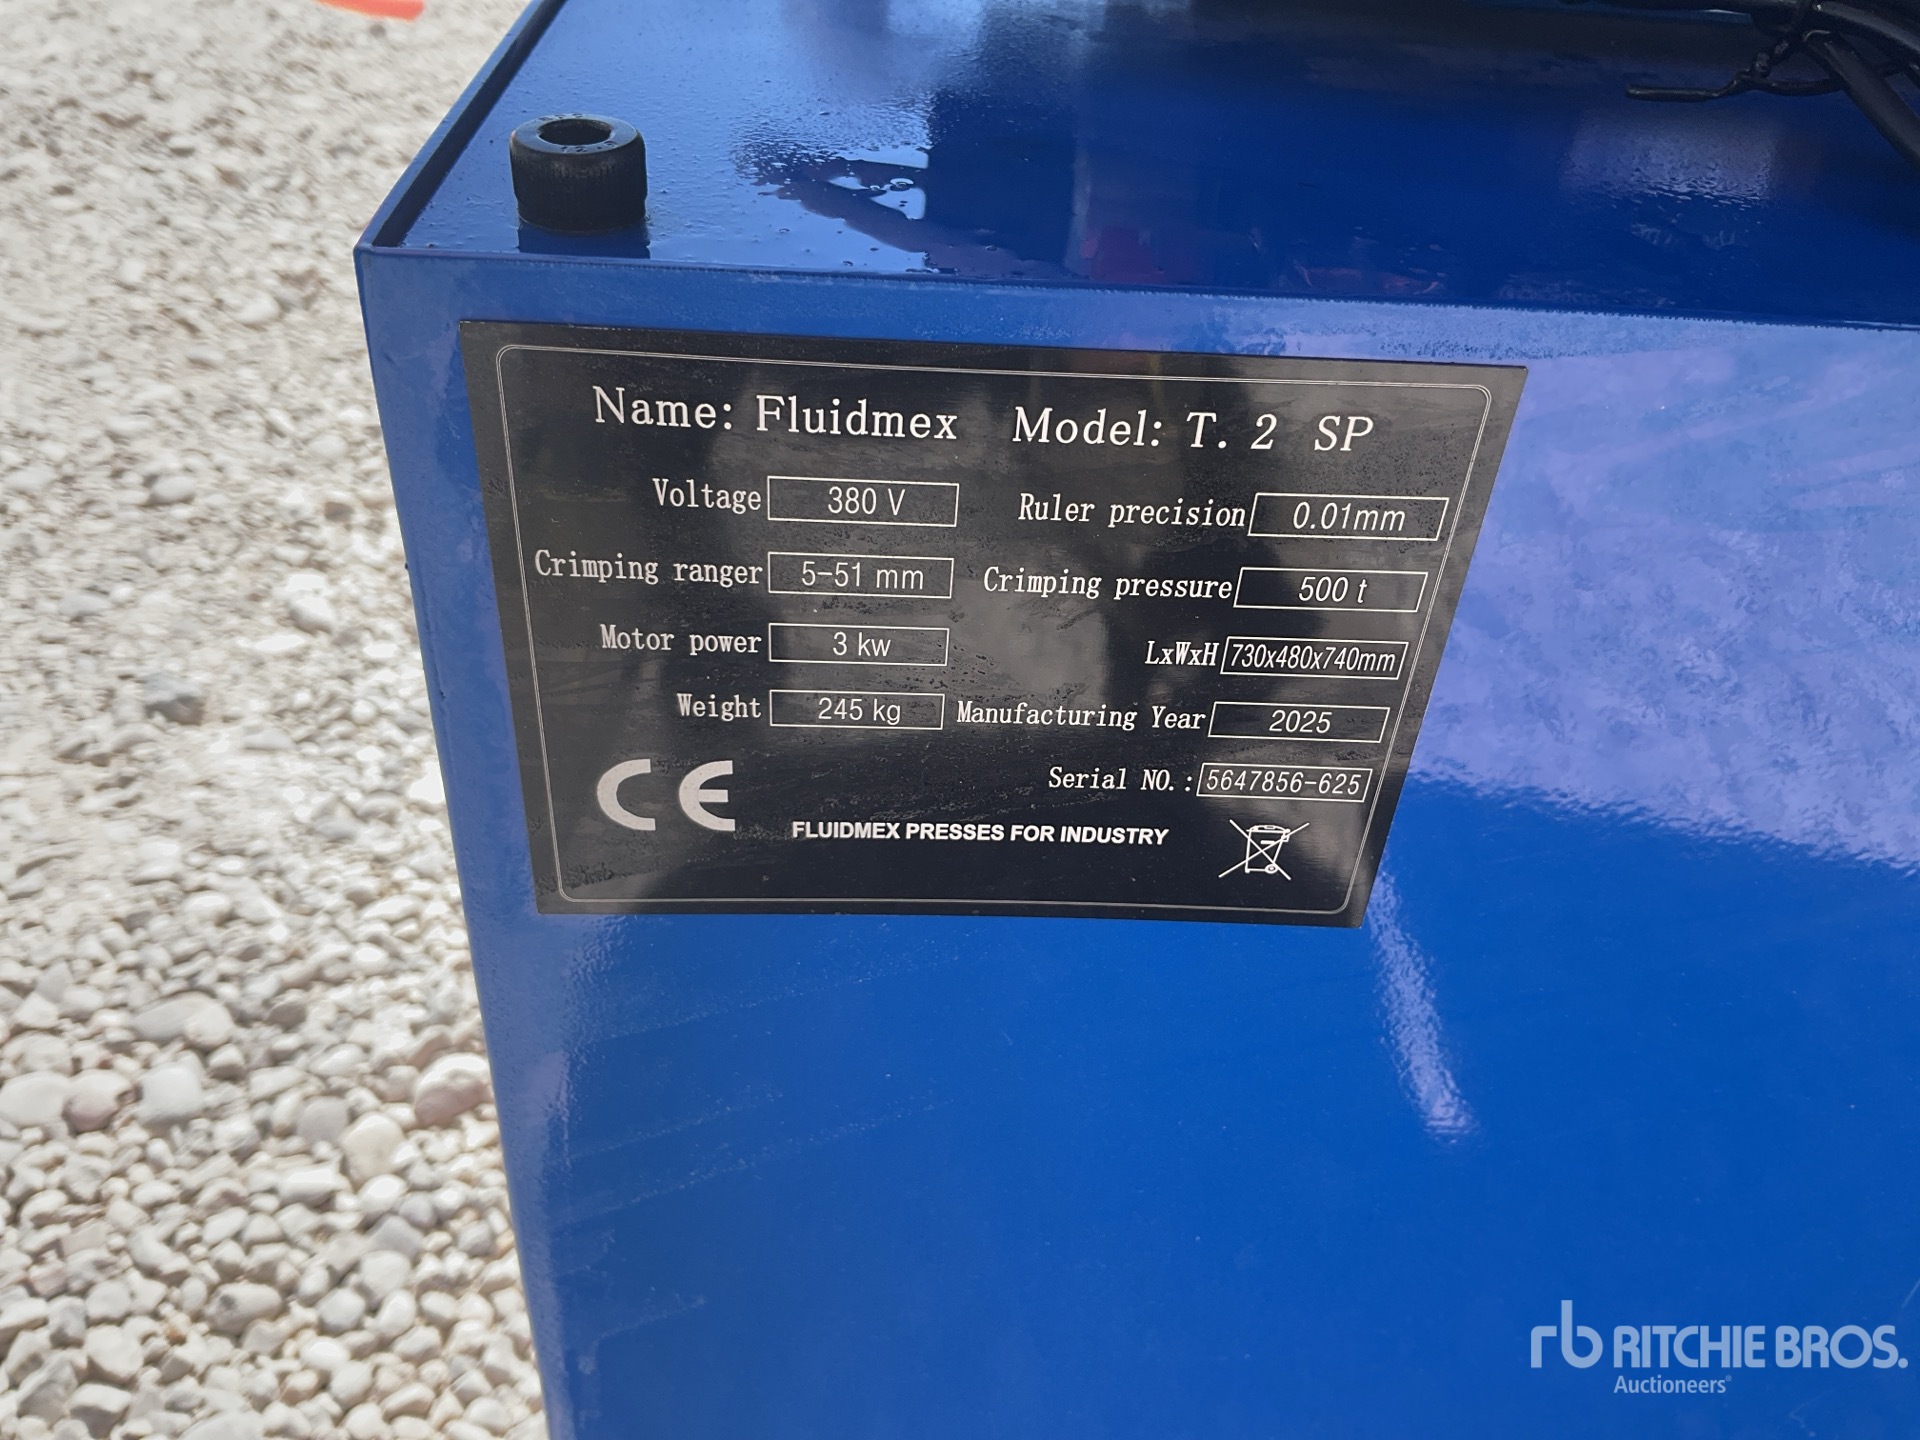 Name: Fluidmex Model: T. 2 SP
Voltage 380 V Ruler precision 0.01mm
Crimping ranger 5-51 mm Crimping pressure 500 t
Motor power 3 kw LxWxH 730x480x740mm
Weight 245 kg Manufacturing Year 2025
Serial NO.: 5647856-625
CE
FLUIDMEX PRESSES FOR INDUSTRY
rb RITCHIE BROS.
Auctioneers